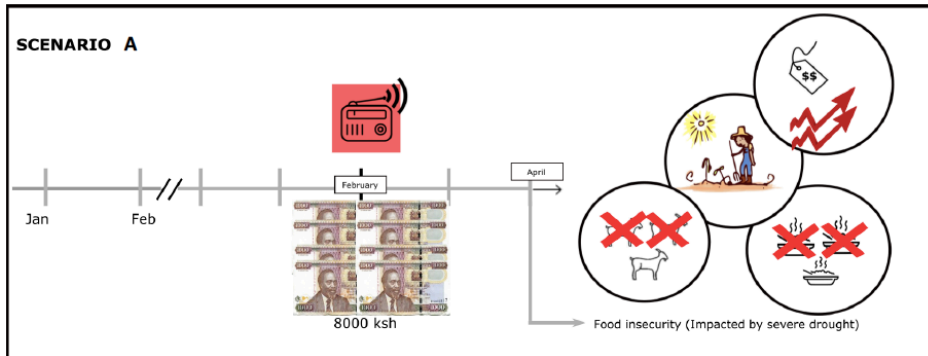 SCENARIO A
$$
February
April
Jan
Feb
8000 ksh
Food insecurity (Impacted by severe drought)